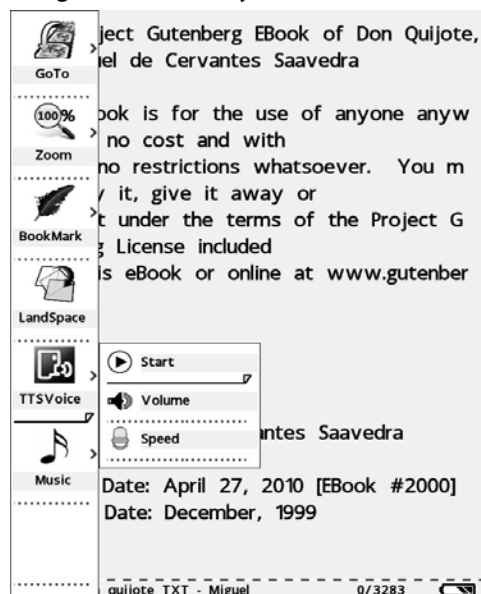 GoTo
100%
Zoom
BookMark
LandSpace
TTSVoice
Music
Start
Volume
Speed
ject Gutenberg EBook of Don Quijote,
el de Cervantes Saavedra
ook is for the use of anyone anyw
no cost and with
no restrictions whatsoever. You m
it, give it away or
t under the terms of the Project G
License included
is eBook or online at www.gutenber
antes Saavedra
Date: April 27, 2010 [EBook #2000]
Date: December, 1999
quijote TXT - Miguel 0/3283